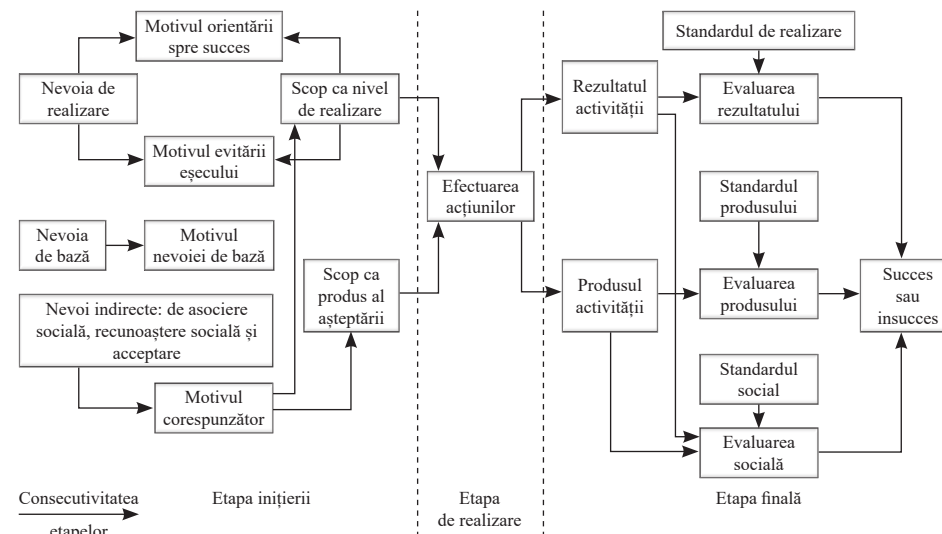 Motivul orientării
spre succes
Nevoia de
realizare
Scop ca nivel
de realizare
Motivul evitării
eșecului
Nevoia
de bază
Motivul
nevoiei de bază
Nevoi indirecte: de asociere
socială, recunoaștere socială și
acceptare
Motivul
corespunzător
Scop ca
produs al
așteptării
Efectuarea
acțiunilor
Rezultatul
activității
Produsul
activității
Standardul de realizare
Evaluarea
rezultatului
Standardul
produsului
Evaluarea
produsului
Standardul
social
Evaluarea
socială
Succes
sau
insucces
Consecutivitatea
etapelor
Etapa inițierii
Etapa
de realizare
Etapa finală